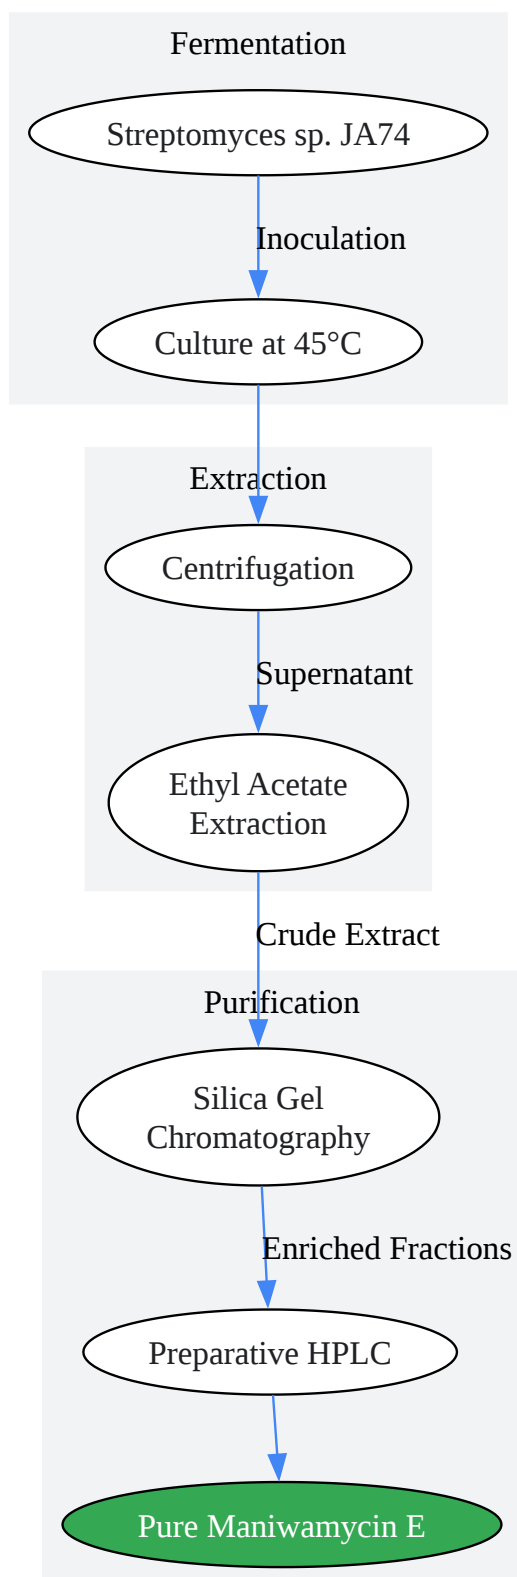 Fermentation
Streptomyces sp. JA74
Inoculation
Culture at 45°C
Extraction
Centrifugation
Supernatant
Ethyl Acetate
Extraction
Crude Extract
Purification
Silica Gel
Chromatography
Enriched Fractions
Preparative HPLC
Pure Maniwamycin E